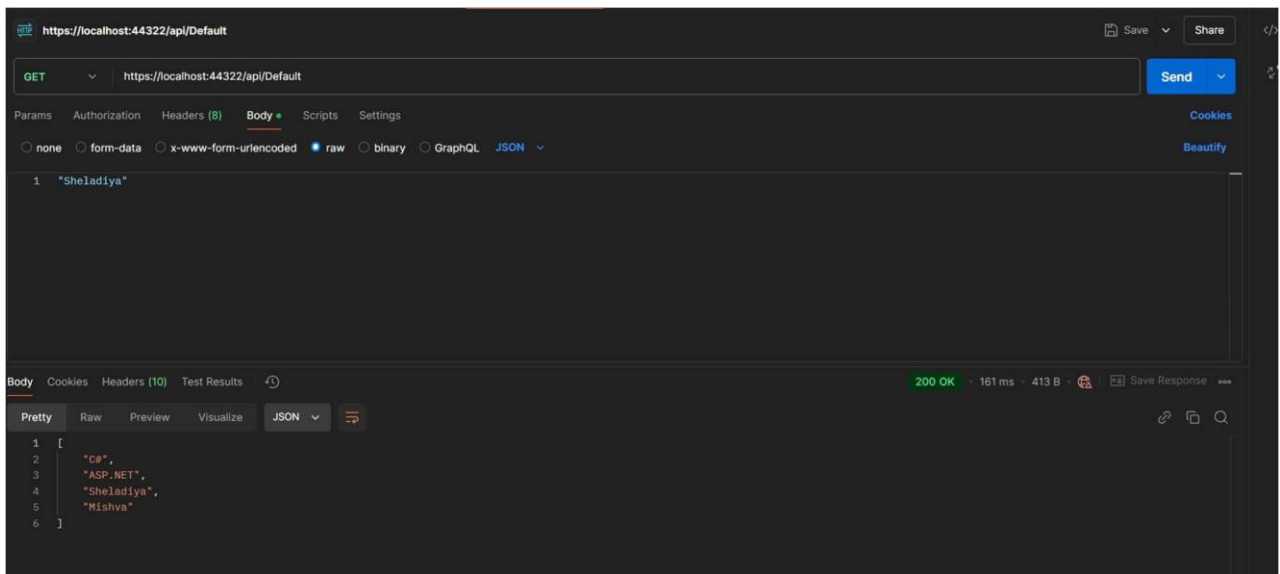 HTTP https://localhost:44322/api/Default Save Share </>
GET https://localhost:44322/api/Default Send
Params Authorization Headers (8) Body Scripts Settings Cookies
none form-data x-www-form-urlencoded raw binary GraphQL JSON Beautify
1 "Sheladiya"
Body Cookies Headers (10) Test Results 200 OK 161 ms 413 B Save Response
Pretty Raw Preview Visualize JSON
1 [
2 "C#",
3 "ASP.NET",
4 "Sheladiya",
5 "Mishva"
6 ]